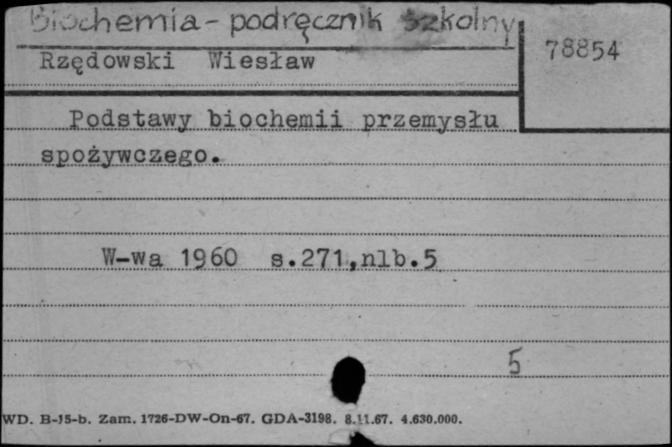 Biochemia - podręcznik szkolny
78854
Rzędowski Wiesław
Podstawy biochemii przemysłu
spożywczego.
W-wa 1960 s.271,nlb.5
5
WD. B-15-b. Zam. 1726-DW-On-67. GDA-3198. 8.11.67. 4.630.000.